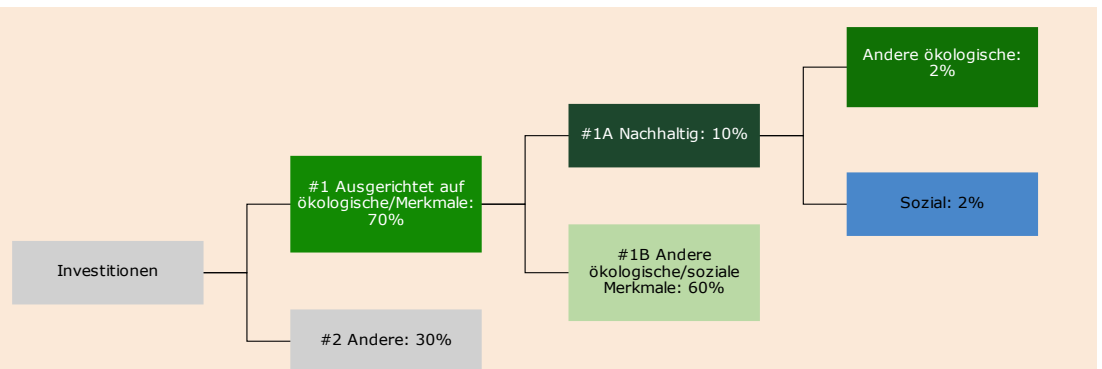 Investitionen
#1 Ausgerichtet auf
ökologische/Merkmale:
70%
#2 Andere: 30%
#1A Nachhaltig: 10%
#1B Andere
ökologische/soziale
Merkmale: 60%
Andere ökologische:
2%
Sozial: 2%